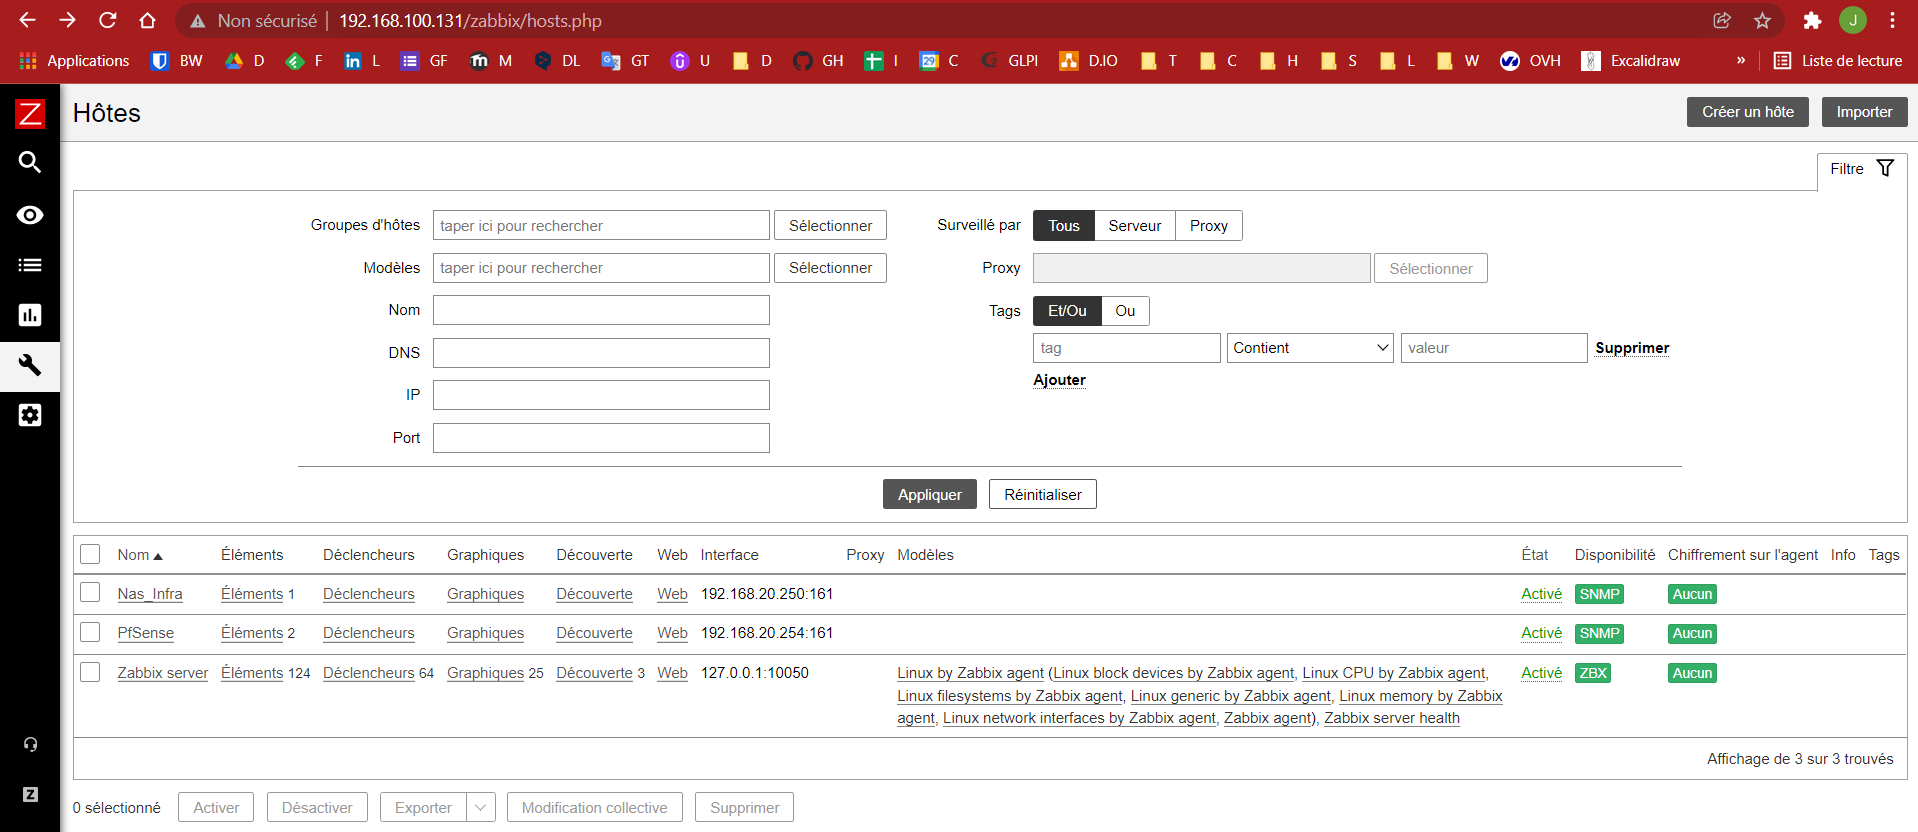 Non sécurisé | 192.168.100.131/zabbix/hosts.php
J
Applications BW D F L GF M DL GT U D GH I C GLPI D.IO T C H S L W OVH Excalidraw » Liste de lecture
Z
Hôtes
Créer un hôte Importer
Filtre
Groupes d'hôtes taper ici pour rechercher Sélectionner Surveillé par Tous Serveur Proxy
Modèles taper ici pour rechercher Sélectionner Proxy Sélectionner
Nom Tags Et/Ou Ou
DNS tag Contient valeur Supprimer
Ajouter
IP
Port
Appliquer Réinitialiser
Nom Éléments Déclencheurs Graphiques Découverte Web Interface Proxy Modèles État Disponibilité Chiffrement sur l'agent Info Tags
Nas_Infra Éléments 1 Déclencheurs Graphiques Découverte Web 192.168.20.250:161 Activé SNMP Aucun
PfSense Éléments 2 Déclencheurs Graphiques Découverte Web 192.168.20.254:161 Activé SNMP Aucun
Zabbix server Éléments 124 Déclencheurs 64 Graphiques 25 Découverte 3 Web 127.0.0.1:10050 Linux by Zabbix agent (Linux block devices by Zabbix agent, Linux CPU by Zabbix agent, Activé ZBX Aucun
Linux filesystems by Zabbix agent, Linux generic by Zabbix agent, Linux memory by Zabbix
agent, Linux network interfaces by Zabbix agent, Zabbix agent), Zabbix server health
Affichage de 3 sur 3 trouvés
Z
0 sélectionné Activer Désactiver Exporter Modification collective Supprimer